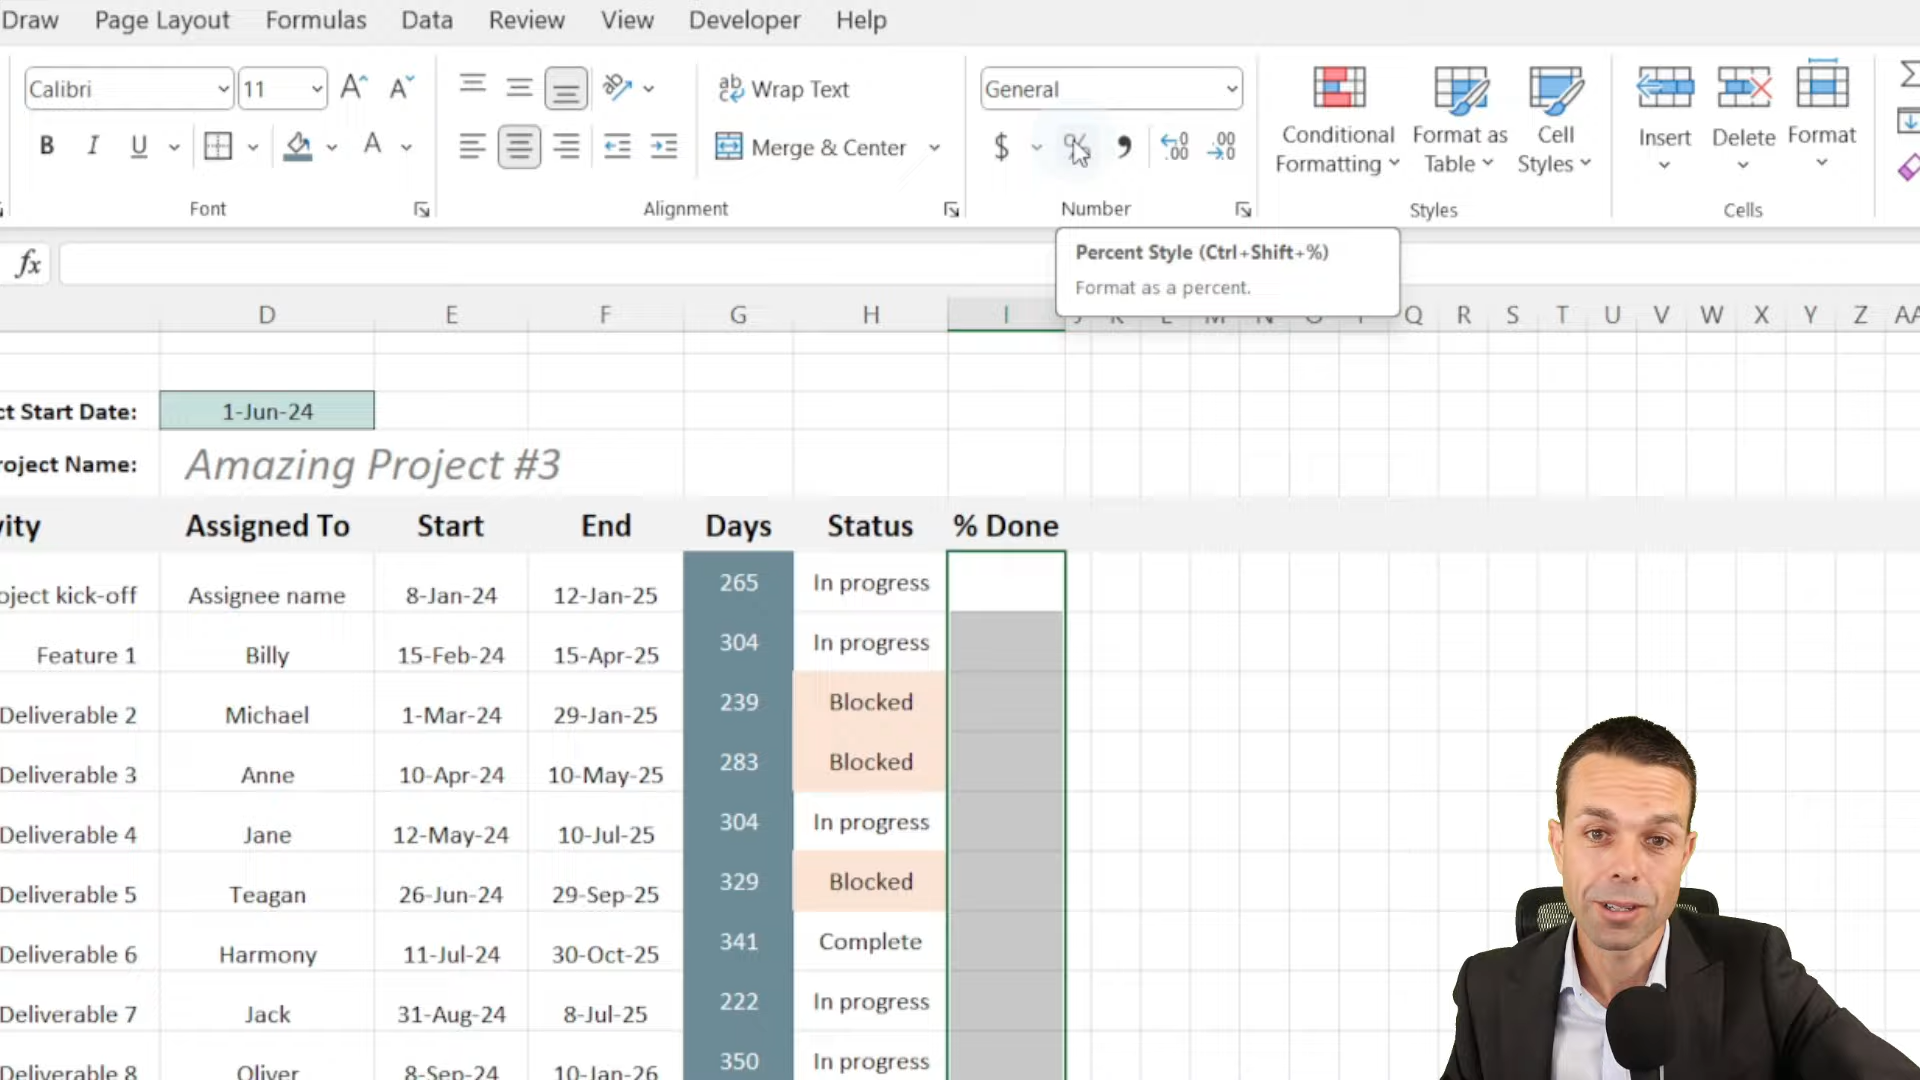 Draw Page Layout Formulas Data Review View Developer Help
Calibri 11 Wrap Text General
B I U A Merge & Center $ % Conditional Formatting Format as Table Cell Styles Insert Delete Format
Font Alignment Number Styles Cells
Percent Style (Ctrl+Shift+%)
Format as a percent.
fx
D E F G H I Q R S T U V W X Y Z AA
ct Start Date: 1-Jun-24
roject Name: Amazing Project #3
vity Assigned To Start End Days Status % Done
oject kick-off Assignee name 8-Jan-24 12-Jan-25 265 In progress
Feature 1 Billy 15-Feb-24 15-Apr-25 304 In progress
Deliverable 2 Michael 1-Mar-24 29-Jan-25 239 Blocked
Deliverable 3 Anne 10-Apr-24 10-May-25 283 Blocked
Deliverable 4 Jane 12-May-24 10-Jul-25 304 In progress
Deliverable 5 Teagan 26-Jun-24 29-Sep-25 329 Blocked
Deliverable 6 Harmony 11-Jul-24 30-Oct-25 341 Complete
Deliverable 7 Jack 31-Aug-24 8-Jul-25 222 In progress
Deliverable 8 Oliver 8-Sep-24 10-Jan-26 350 In progress